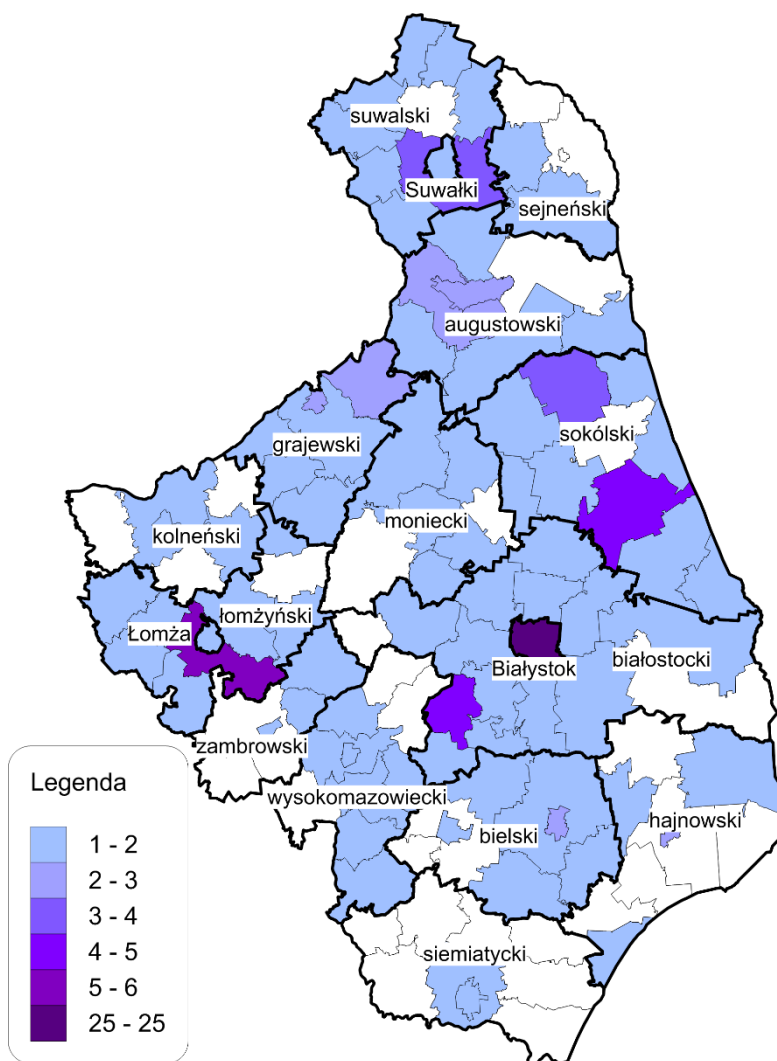 suwalski
Suwałki
sejneński
augustowski
sokólski
grajewski
moniecki
kolneński
łomżyński
Łomża
Białystok
białostocki
zambrowski
wysokomazowiecki
bielski
hajnowski
siemiatycki
Legenda
1 - 2
2 - 3
3 - 4
4 - 5
5 - 6
25 - 25